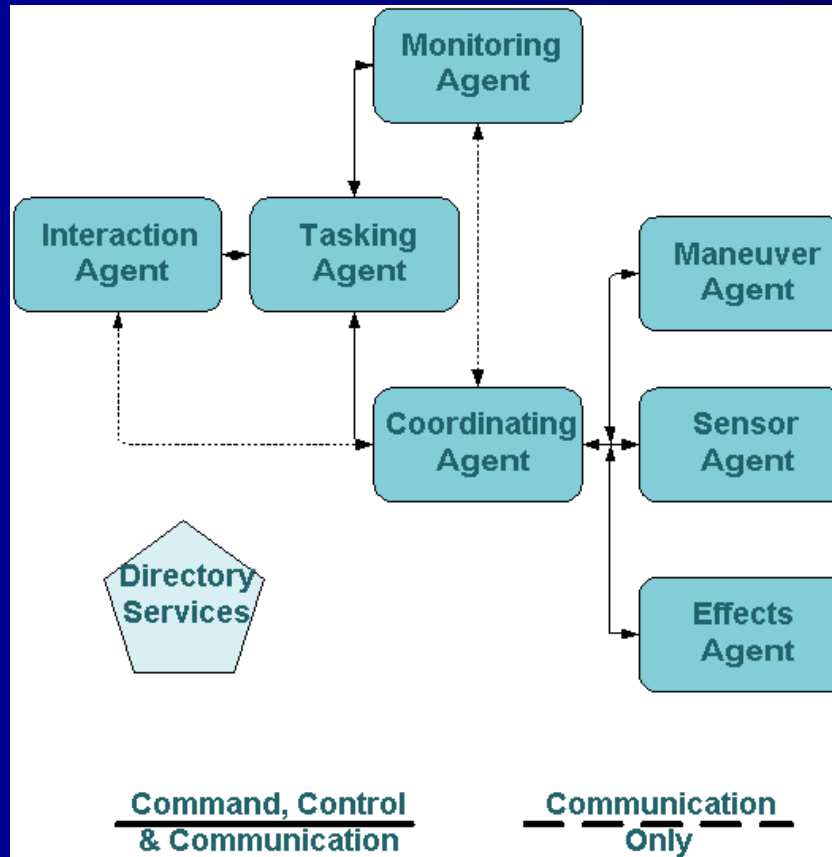 Monitoring
Agent
Interaction
Agent
Tasking
Agent
Maneuver
Agent
Coordinating
Agent
Sensor
Agent
Directory
Services
Effects
Agent
Command, Control
& Communication
Communication
Only